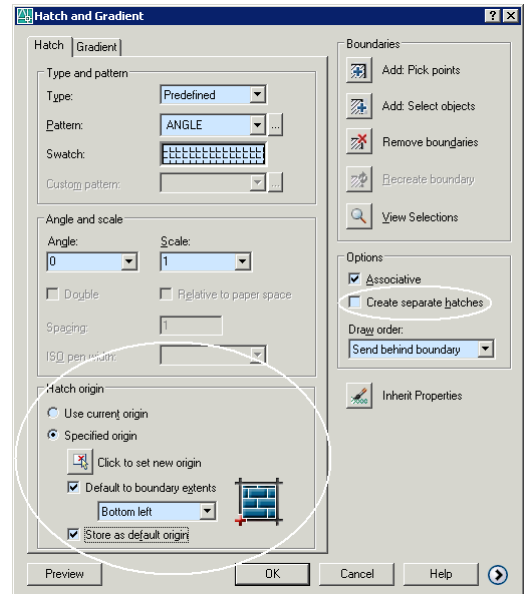 Hatch and Gradient
Hatch Gradient
Type and pattern
Type: Predefined
Pattern: ANGLE ...
Swatch:
Custom pattern: ...
Angle and scale
Angle: Scale:
0 1
Double Relative to paper space
Spacing: 1
ISO pen width:
Hatch origin
Use current origin
Specified origin
Click to set new origin
Default to boundary extents
Bottom left
Store as default origin
Boundaries
Add: Pick points
Add: Select objects
Remove boundaries
Recreate boundary
View Selections
Options
Associative
Create separate hatches
Draw order:
Send behind boundary
Inherit Properties
Preview OK Cancel Help